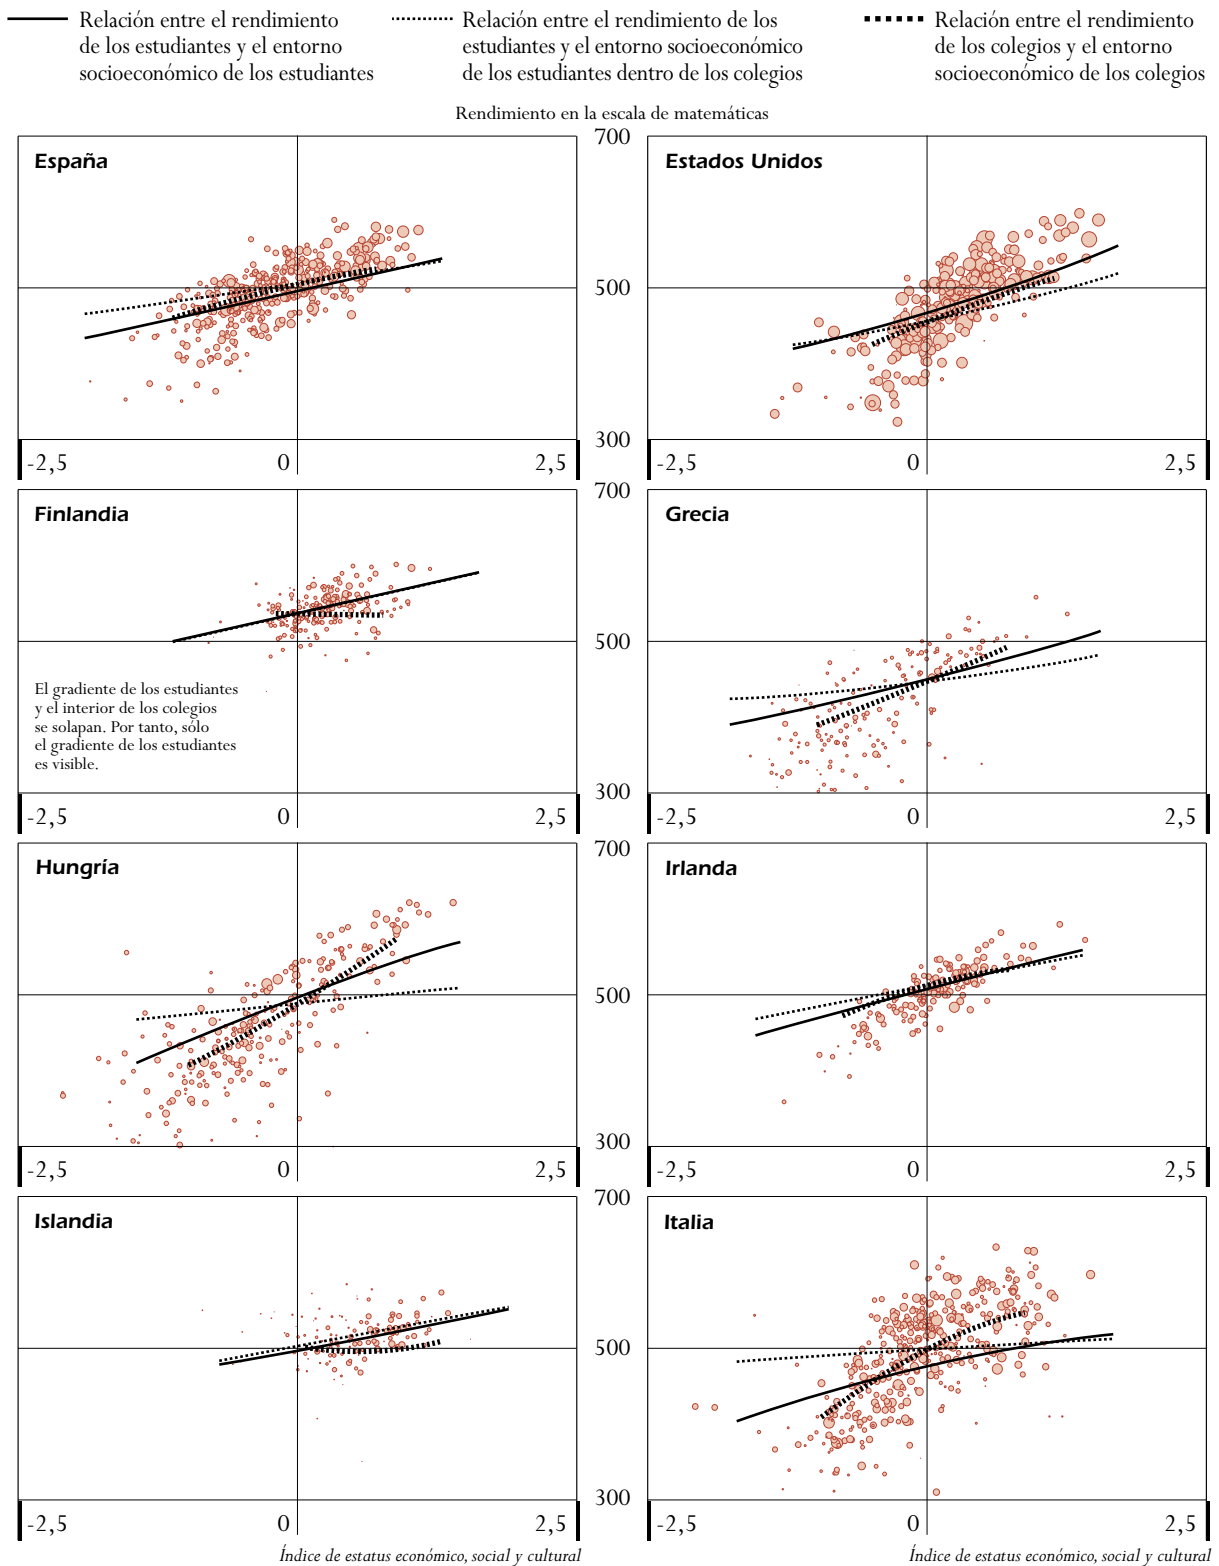 Relación entre el rendimiento
de los estudiantes y el entorno
socioeconómico de los estudiantes
Relación entre el rendimiento de los
estudiantes y el entorno socioeconómico
de los estudiantes dentro de los colegios
Relación entre el rendimiento
de los colegios y el entorno
socioeconómico de los colegios
Rendimiento en la escala de matemáticas
España
Estados Unidos
700
500
300
-2,5 0 2,5
-2,5 0 2,5
Finlandia
El gradiente de los estudiantes
y el interior de los colegios
se solapan. Por tanto, sólo
el gradiente de los estudiantes
es visible.
Grecia
700
500
300
-2,5 0 2,5
-2,5 0 2,5
Hungría
Irlanda
700
500
300
-2,5 0 2,5
-2,5 0 2,5
Islandia
Italia
700
500
300
-2,5 0 2,5
-2,5 0 2,5
Índice de estatus económico, social y cultural
Índice de estatus económico, social y cultural